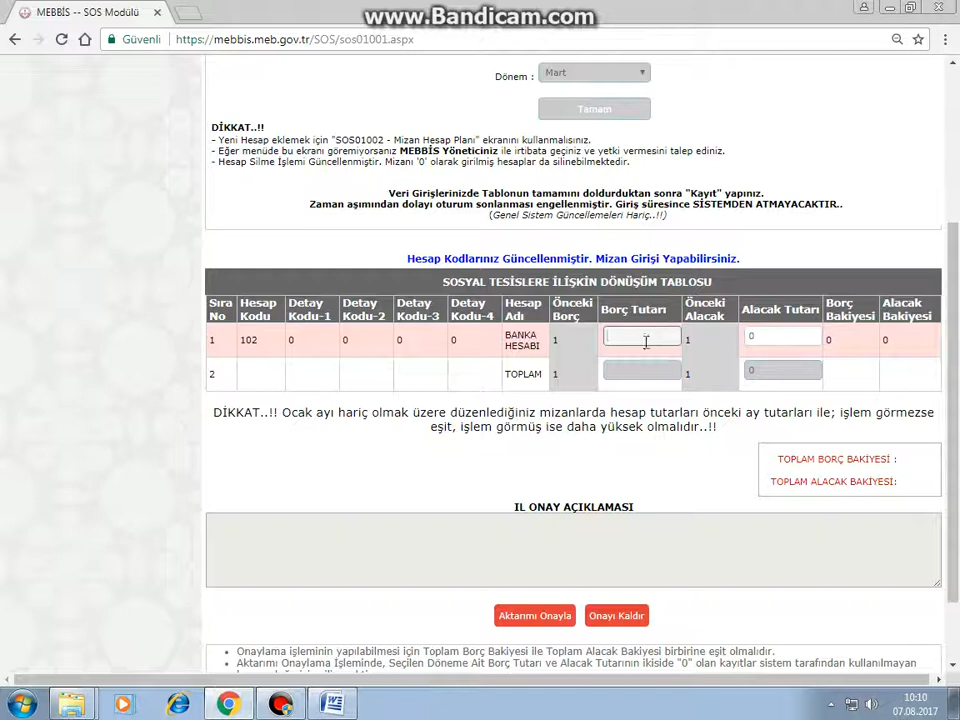 www.Bandicam.com
MEBBİS -- SOS Modülü
Güvenli
https://mebbis.meb.gov.tr/SOS/sos01001.aspx
Dönem :
Mart
Tamam
DİKKAT..!!
- Yeni Hesap eklemek için "SOS01002 - Mizan Hesap Planı" ekranını kullanmalısınız.
- Eğer menüde bu ekranı göremiyorsanız MEBBİS Yöneticiniz ile irtibata geçiniz ve yetki vermesini talep ediniz.
- Hesap Silme İşlemi Güncellenmiştir. Mizanı '0' olarak girilmiş hesaplar da silinebilmektedir.
Veri Girişlerinizde Tablonun tamamını doldurduktan sonra "Kayıt" yapınız.
Zaman aşımından dolayı oturum sonlanması engellenmiştir. Giriş süresince SİSTEMDEN ATMAYACAKTIR..
(Genel Sistem Güncellemeleri Hariç..!!)
Hesap Kodlarınız Güncellenmiştir. Mizan Girişi Yapabilirsiniz.
SOSYAL TESİSLERE İLİŞKİN DÖNÜŞÜM TABLOSU
Sıra No Hesap Kodu Detay Kodu-1 Detay Kodu-2 Detay Kodu-3 Detay Kodu-4 Hesap Adı Önceki Borç Borç Tutarı Önceki Alacak Alacak Tutarı Borç Bakiyesi Alacak Bakiyesi
1 102 0 0 0 0 BANKA HESABI 1 1 0 0 0
2 TOPLAM 1 1 0
DİKKAT..!! Ocak ayı hariç olmak üzere düzenlediğiniz mizanlarda hesap tutarları önceki ay tutarları ile; işlem görmezse
eşit, işlem görmüş ise daha yüksek olmalıdır..!!
TOPLAM BORÇ BAKİYESİ :
TOPLAM ALACAK BAKİYESİ:
IL ONAY AÇIKLAMASI
Aktarımı Onayla
Onayı Kaldır
Onaylama işleminin yapılabilmesi için Toplam Borç Bakiyesi ile Toplam Alacak Bakiyesi birbirine eşit olmalıdır.
Aktarımı Onaylama İşleminde, Seçilen Döneme Ait Borç Tutarı ve Alacak Tutarının ikiside "0" olan kayıtlar sistem tarafından kullanılmayan
10:10
07.08.2017